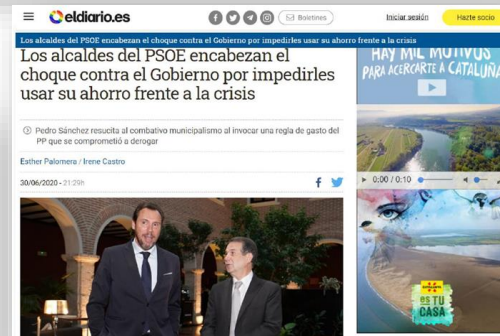 eldiario.es
Boletines
Iniciar sesión
Hazte socio
Los alcaldes del PSOE encabezan el choque contra el Gobierno por impedirles usar su ahorro frente a la crisis
Los alcaldes del PSOE encabezan el
choque contra el Gobierno por impedirles
usar su ahorro frente a la crisis
Pedro Sánchez resucita al combativo municipalismo al invocar una regla de gasto del
PP que se comprometió a derogar
Esther Palomera / Irene Castro
30/06/2020 - 21:29h
HAY MIL MOTIVOS
PARA ACERCARTE A CATALUÑA
0:00 / 0:10
es TU
CASA